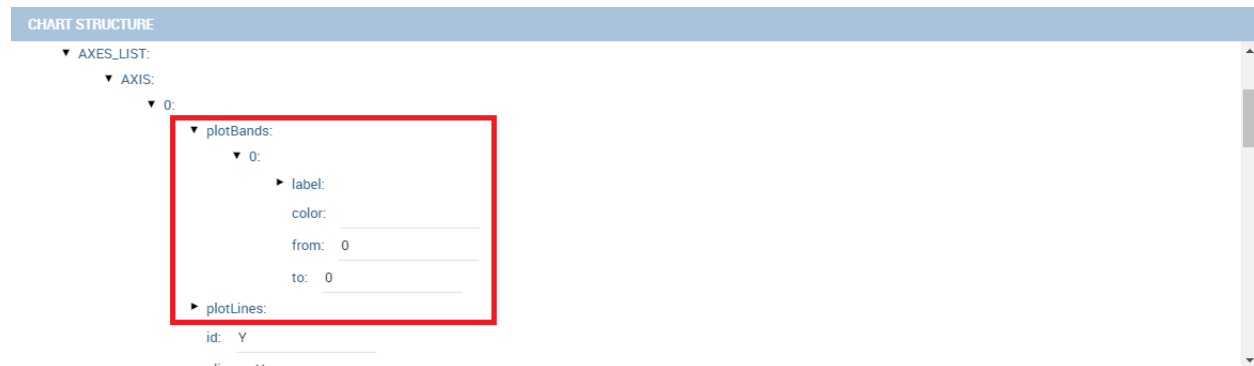 CHART STRUCTURE
AXES_LIST:
AXIS:
0:
plotBands:
0:
label:
color:
from: 0
to: 0
plotLines:
id: Y